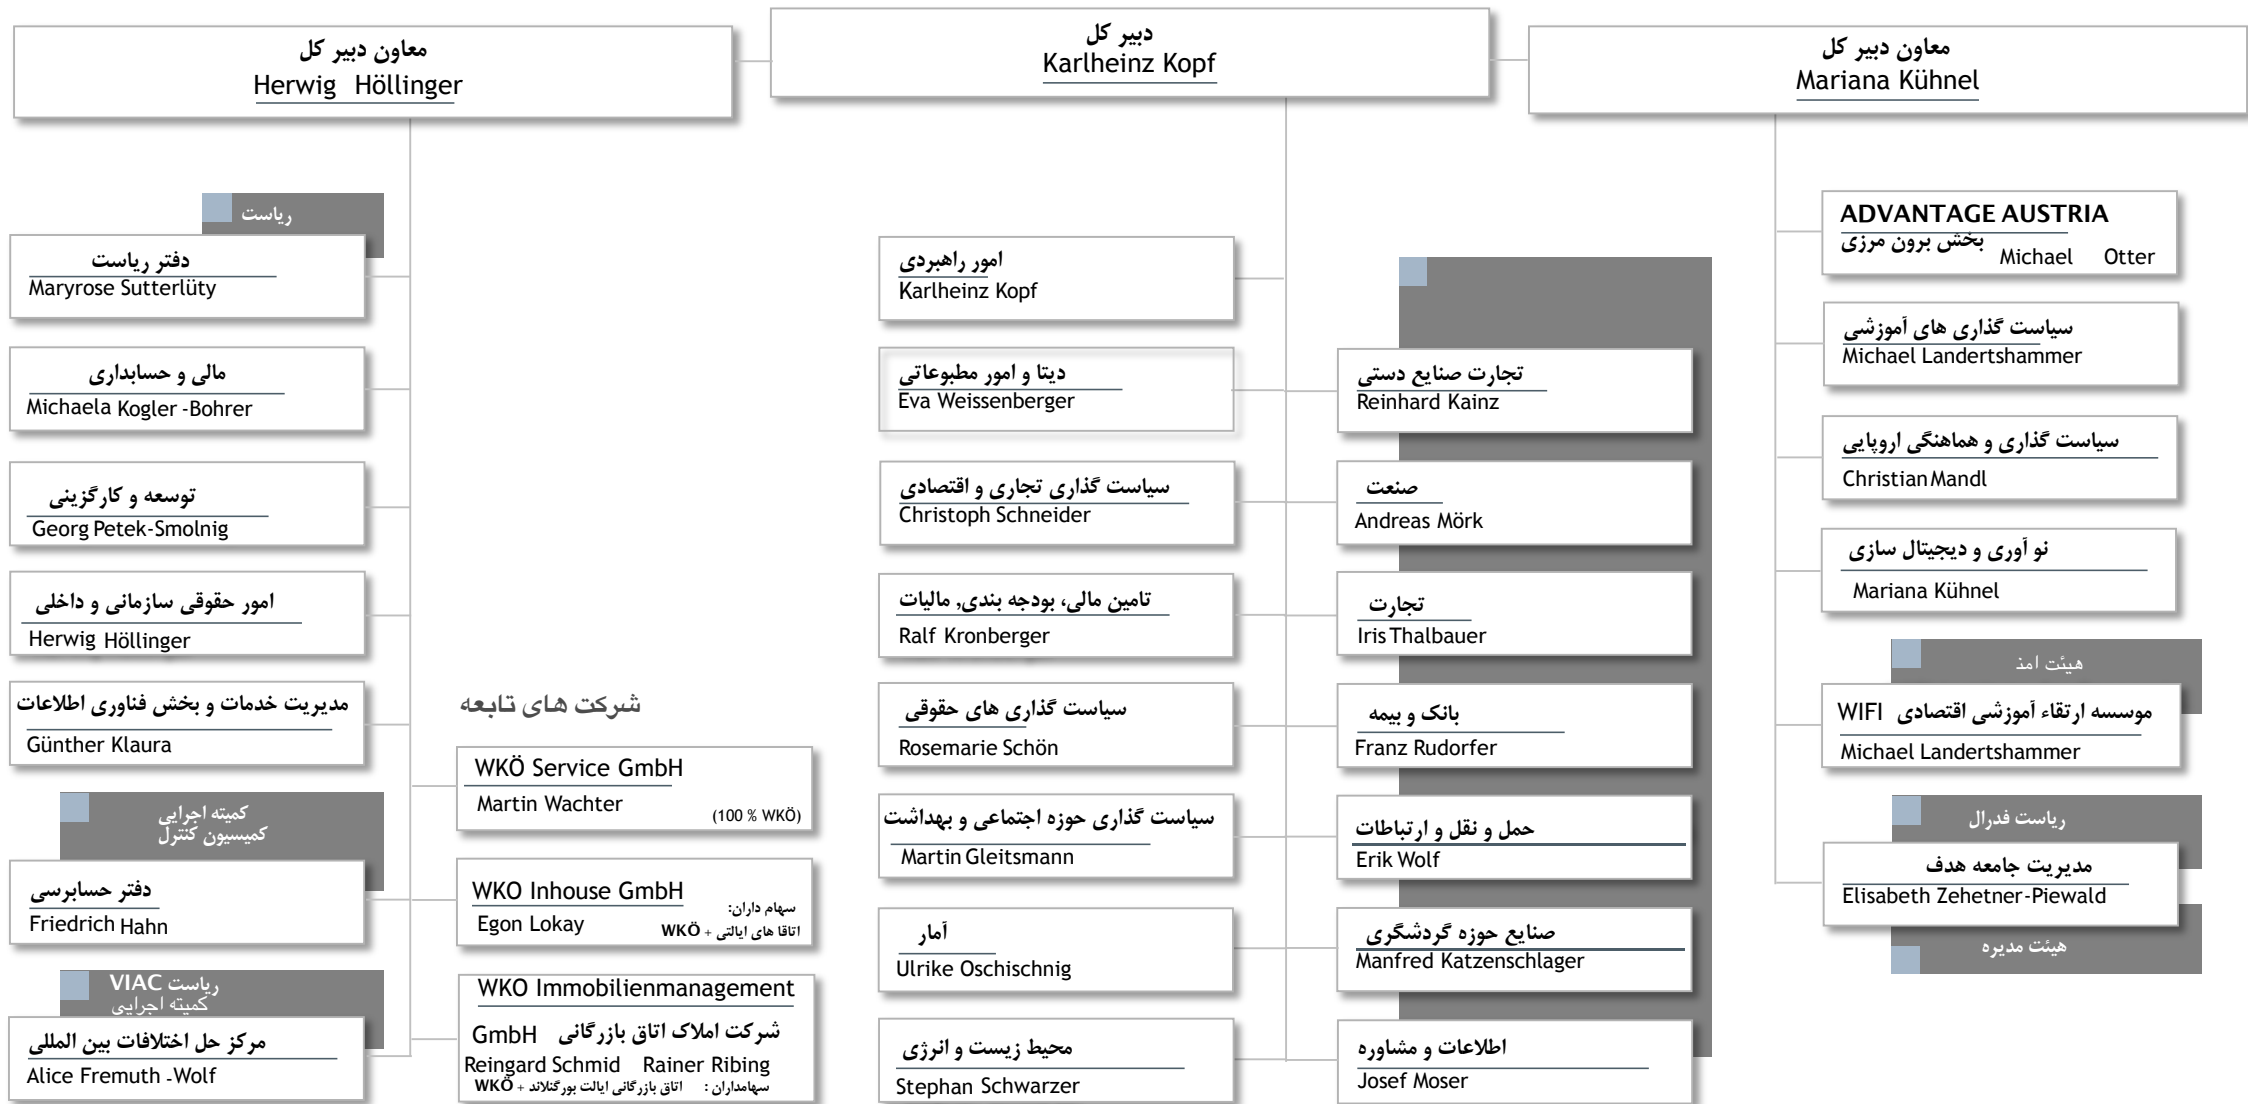 معاون دبیر کل
Herwig Höllinger
دبیر کل
Karlheinz Kopf
معاون دبیر کل
Mariana Kühnel
ریاست
دفتر ریاست
Maryrose Sutterlüty
مالی و حسابداری
Michaela Kogler -Bohrer
توسعه و کارگزینی
Georg Petek-Smolnig
امور حقوقی سازمانی و داخلی
Herwig Höllinger
مدیریت خدمات و بخش فناوری اطلاعات
Günther Klaura
کمیته اجرایی
کمیسیون کنترل
دفتر حسابرسی
Friedrich Hahn
ریاست VIAC
کمیته اجرایی
مرکز حل اختلافات بین المللی
Alice Fremuth -Wolf
شرکت های تابعه
WKÖ Service GmbH
Martin Wachter
(100 % WKÖ)
WKO Inhouse GmbH
سهام داران:
Egon Lokay
اتاقا های ایالتی + WKÖ
WKO Immobilienmanagement
شرکت املاک اتاق بازرگانی GmbH
Reingard Schmid Rainer Ribing
سهامداران : اتاق بازرگانی ایالت بورگنلاند + WKÖ
امور راهبردی
Karlheinz Kopf
دیتا و امور مطبوعاتی
Eva Weissenberger
سیاست گذاری تجاری و اقتصادی
Christoph Schneider
تامین مالی، بودجه بندی, مالیات
Ralf Kronberger
سیاست گذاری های حقوقی
Rosemarie Schön
سیاست گذاری حوزه اجتماعی و بهداشت
Martin Gleitsmann
آمار
Ulrike Oschischnig
محیط زیست و انرژی
Stephan Schwarzer
تجارت صنایع دستی
Reinhard Kainz
صنعت
Andreas Mörk
تجارت
Iris Thalbauer
بانک و بیمه
Franz Rudorfer
حمل و نقل و ارتباطات
Erik Wolf
صنایع حوزه گردشگری
Manfred Katzenschlager
اطلاعات و مشاوره
Josef Moser
ADVANTAGE AUSTRIA
بخش برون مرزی
Michael Otter
سیاست گذاری های آموزشی
Michael Landertshammer
سیاست گذاری و هماهنگی اروپایی
Christian Mandl
نو آوری و دیجیتال سازی
Mariana Kühnel
هیئت امذ
موسسه ارتقاء آموزشی اقتصادی WIFI
Michael Landertshammer
ریاست فدرال
مدیریت جامعه هدف
Elisabeth Zehetner-Piewald
هیئت مدیره